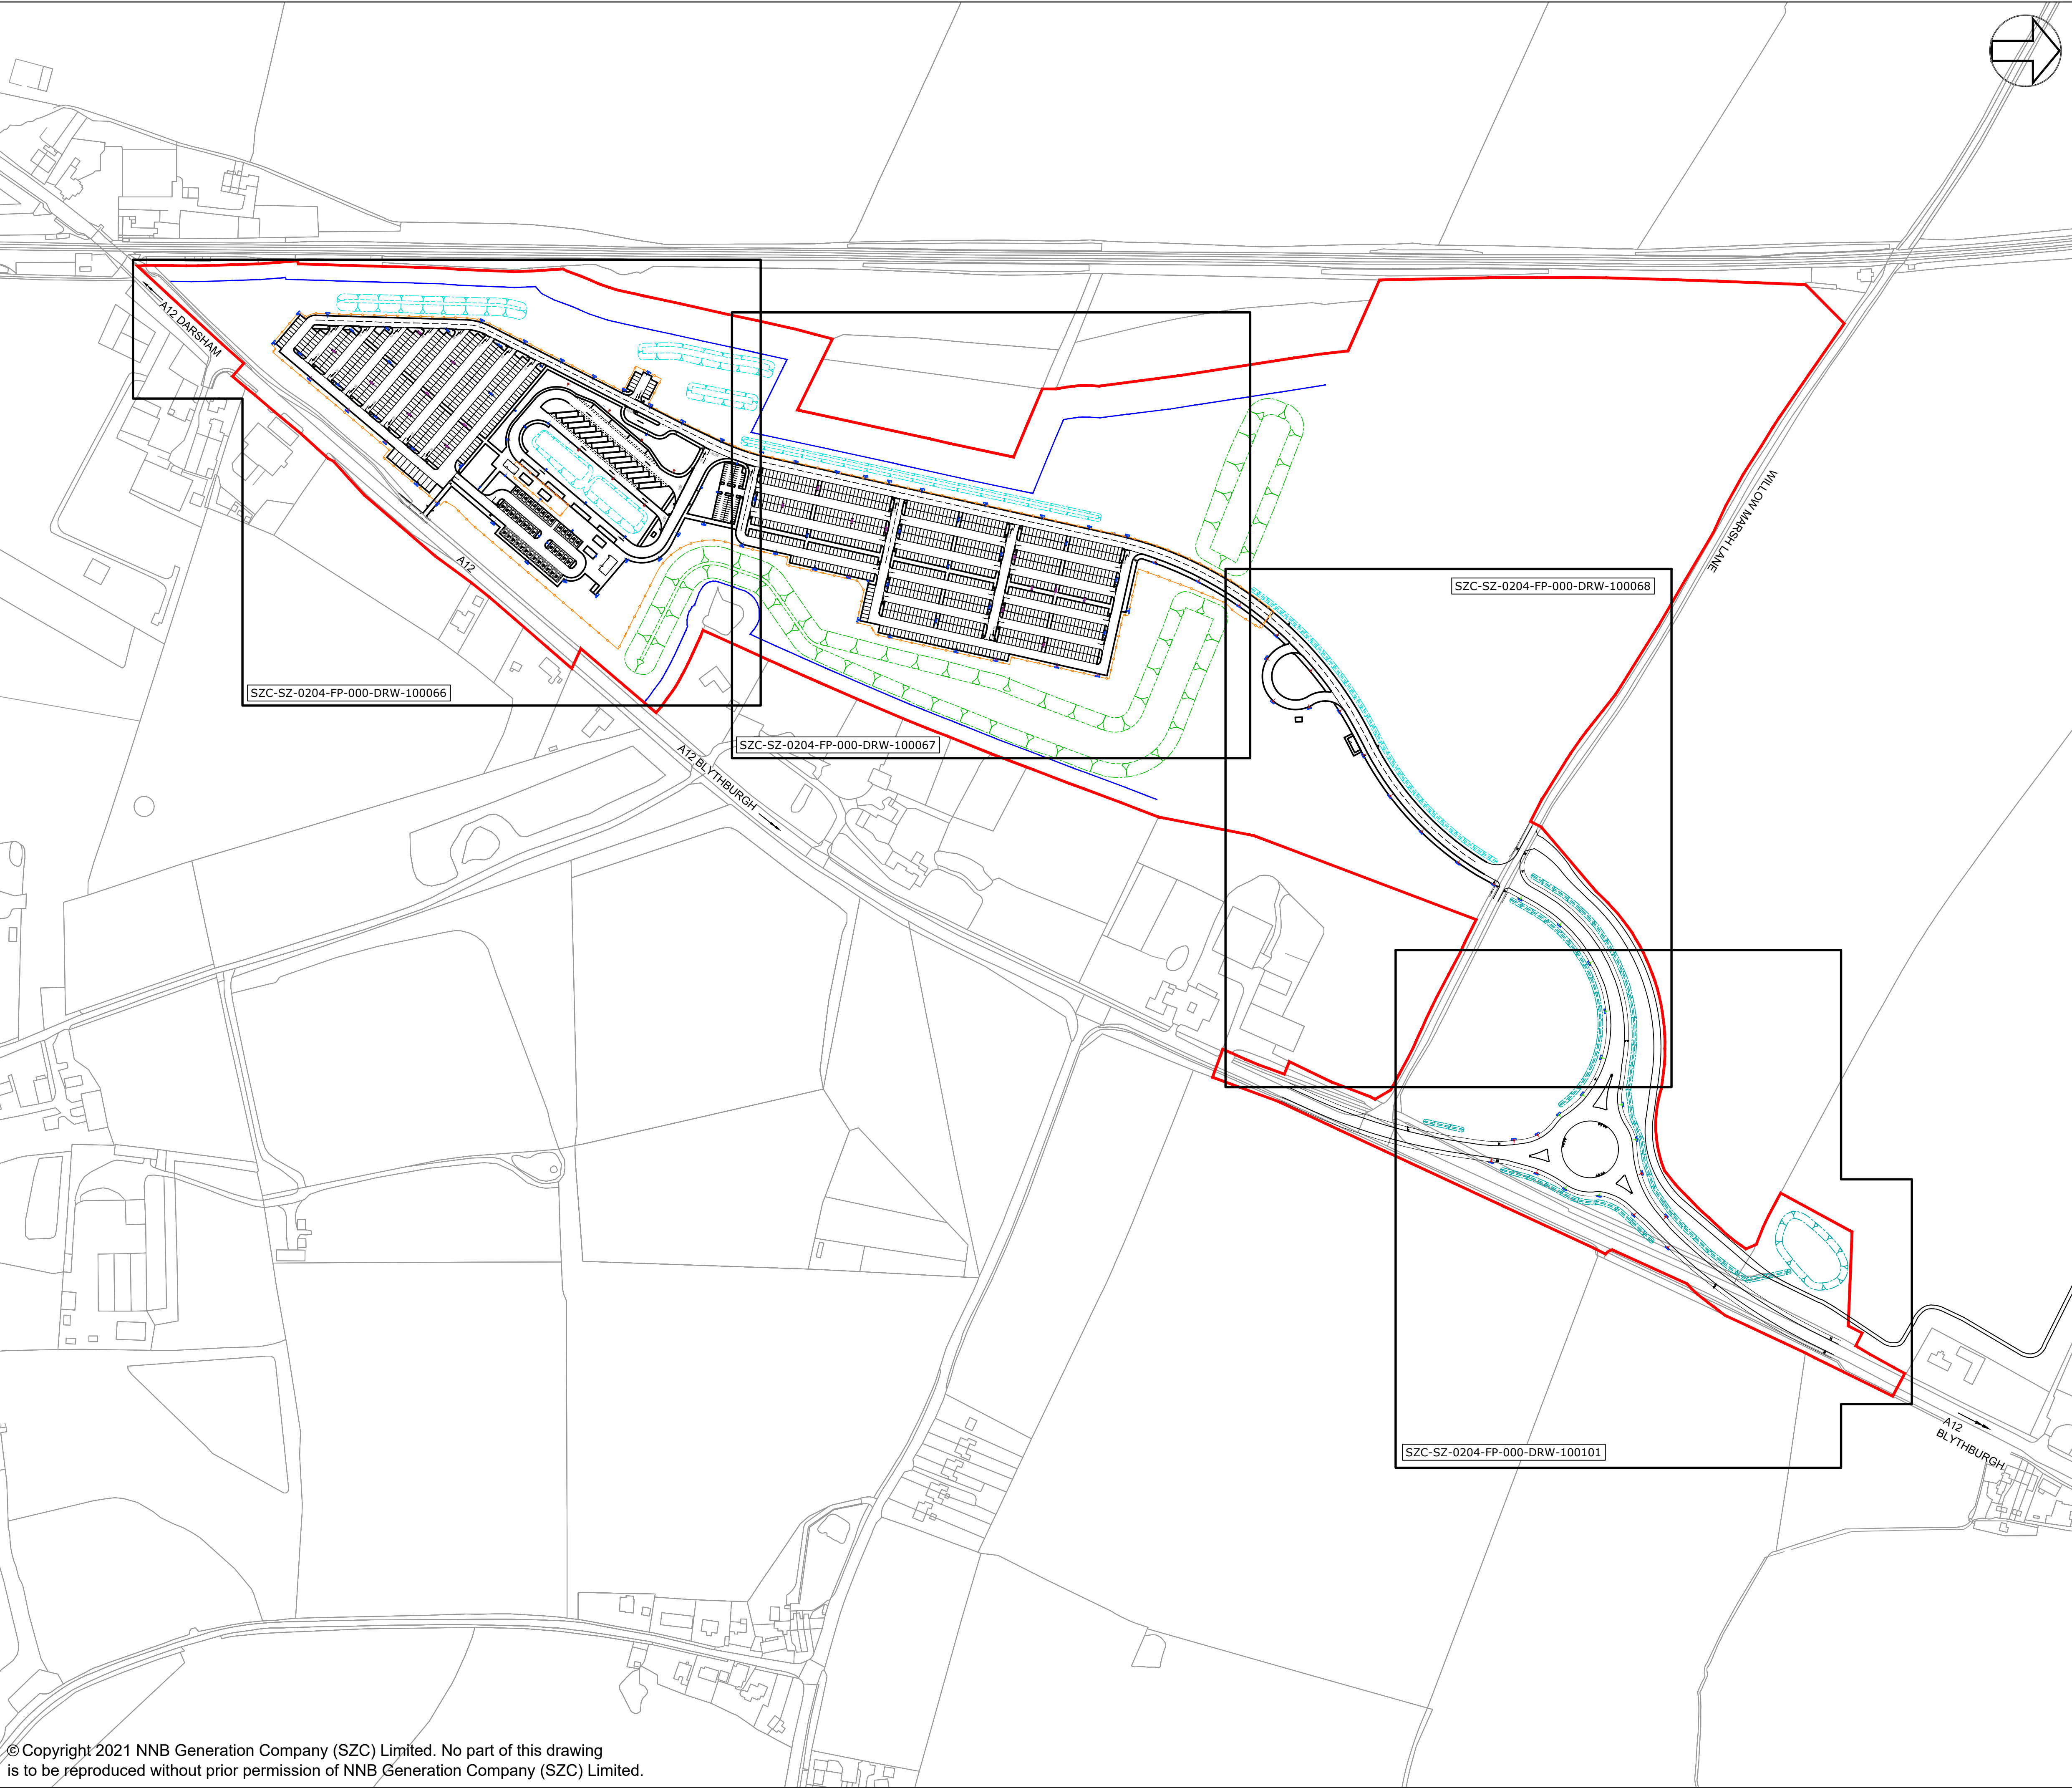 A12 DARSHAM
WILLOW MARSH LANE
A12
SZC-SZ-0204-FP-000-DRW-100068
SZC-SZ-0204-FP-000-DRW-100066
SZC-SZ-0204-FP-000-DRW-100067
A12 BLYTHBURGH
A12
BLYTHBURGH
SZC-SZ-0204-FP-000-DRW-100101
© Copyright 2021 NNB Generation Company (SZC) Limited. No part of this drawing
is to be reproduced without prior permission of NNB Generation Company (SZC) Limited.